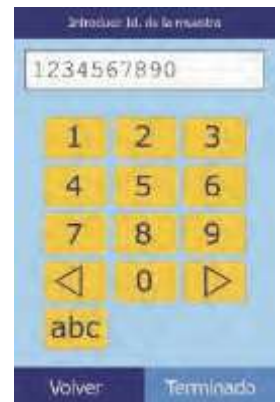 Introducir Id. de la muestra
1234567890
1 2 3
4 5 6
7 8 9
0
abc
Volver Terminado